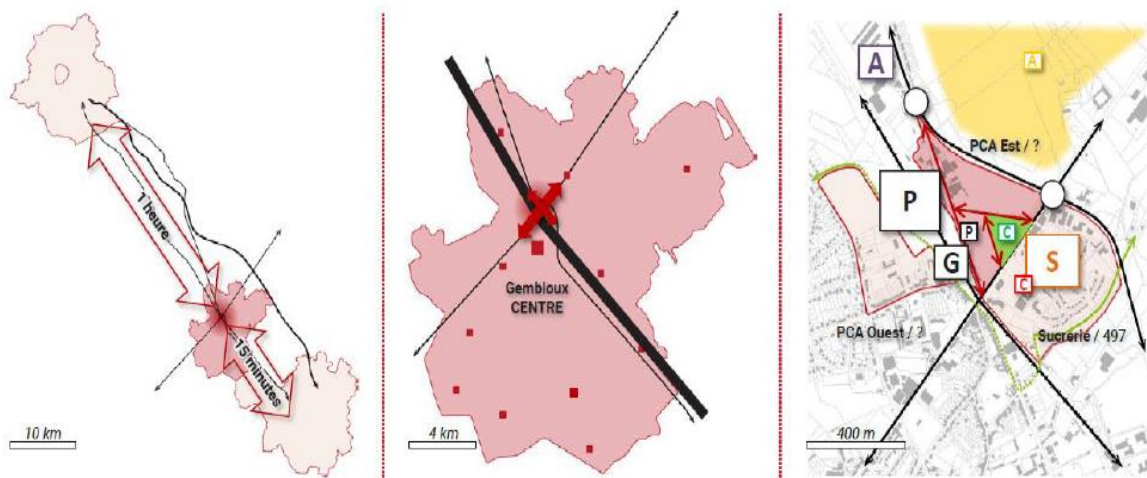 1 heure
15 minutes
10 km
Gembloux
CENTRE
4 km
A
A
PCA Est / ?
P
P
C
G
S
C
PCA Ouest / ?
Sucrerie / 497
400 m